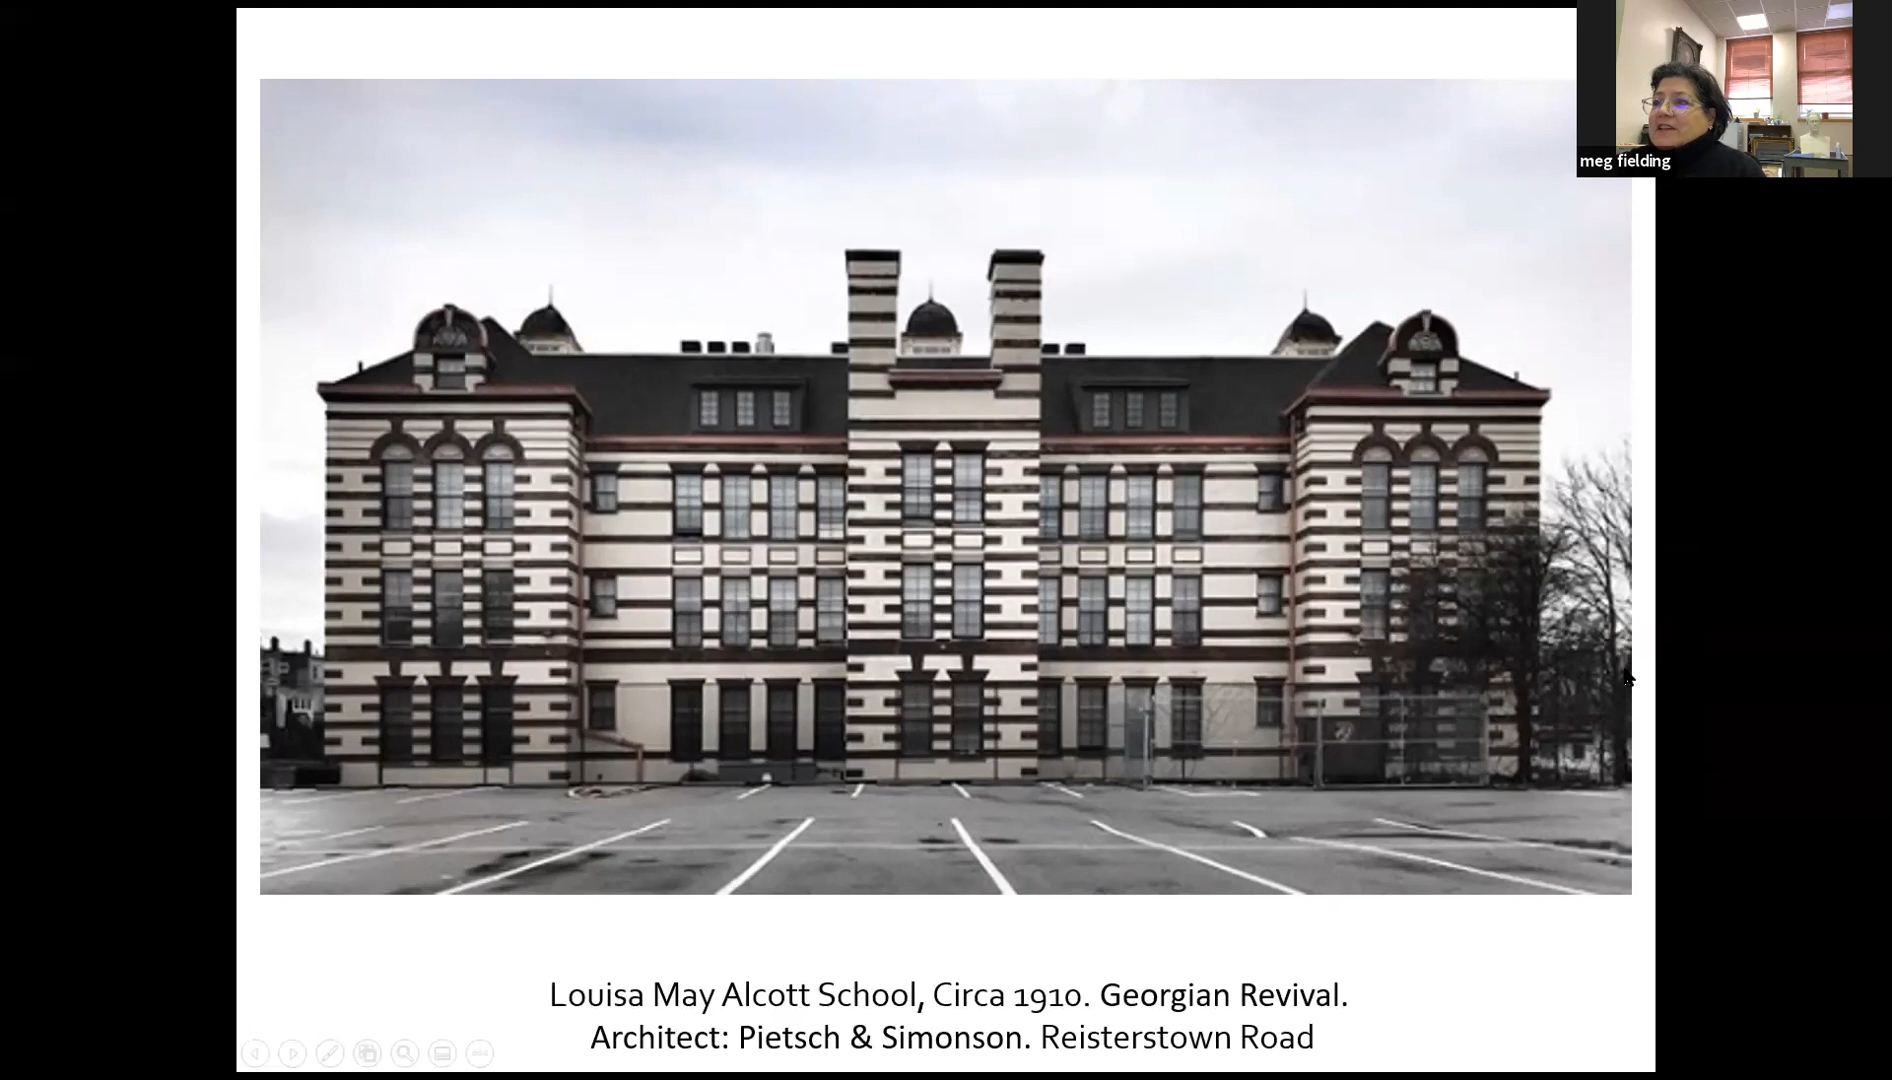 meg fielding
Louisa May Alcott School, Circa 1910. Georgian Revival.
Architect: Pietsch & Simonson. Reisterstown Road